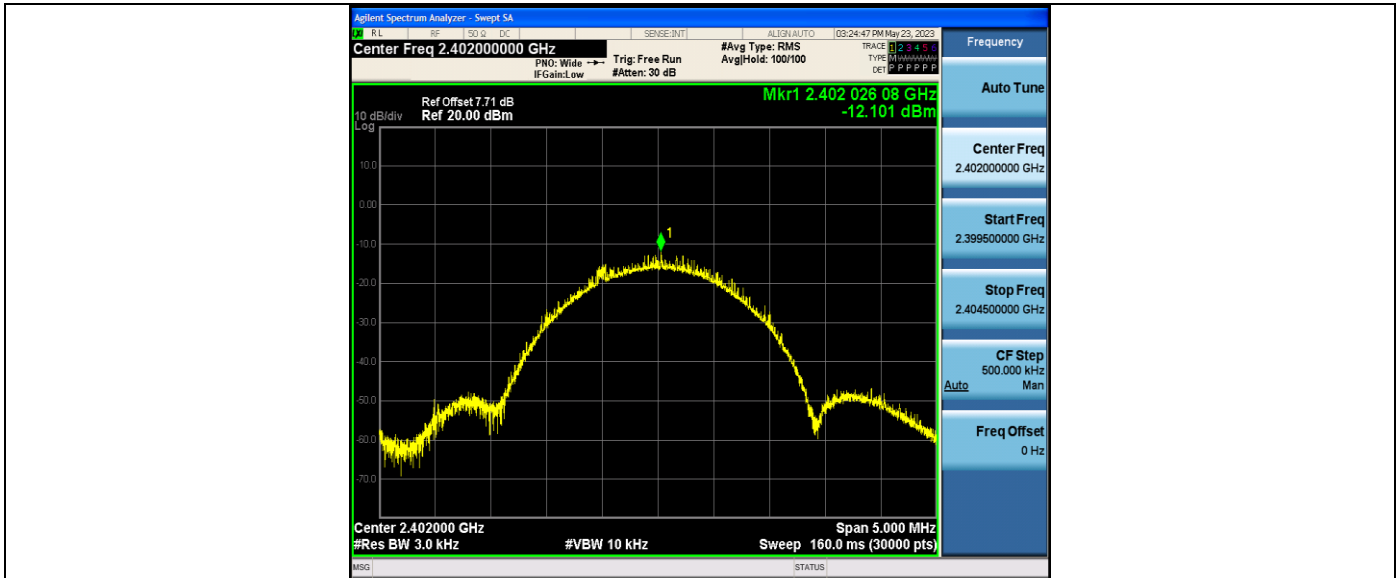 Agilent Spectrum Analyzer - Swept SA
RL RF 50 Ω DC SENSE:INT ALIGNAUTO 03:24:47 PM May 23, 2023
Center Freq 2.402000000 GHz
PNO: Wide
IFGain:Low
Trig: Free Run
#Atten: 30 dB
#Avg Type: RMS
Avg|Hold: 100/100
TRACE 1 2 3 4 5 6
TYPE M
DET P P P P P P
Mkr1 2.402 026 08 GHz
-12.101 dBm
Ref Offset 7.71 dB
10 dB/div Ref 20.00 dBm
Log
10.0
0.00
-10.0
-20.0
-30.0
-40.0
-50.0
-60.0
-70.0
1
Center 2.402000 GHz Span 5.000 MHz
#Res BW 3.0 kHz #VBW 10 kHz Sweep 160.0 ms (30000 pts)
MSG STATUS
Frequency
Auto Tune
Center Freq
2.402000000 GHz
Start Freq
2.399500000 GHz
Stop Freq
2.404500000 GHz
CF Step
500.000 kHz
Auto Man
Freq Offset
0 Hz